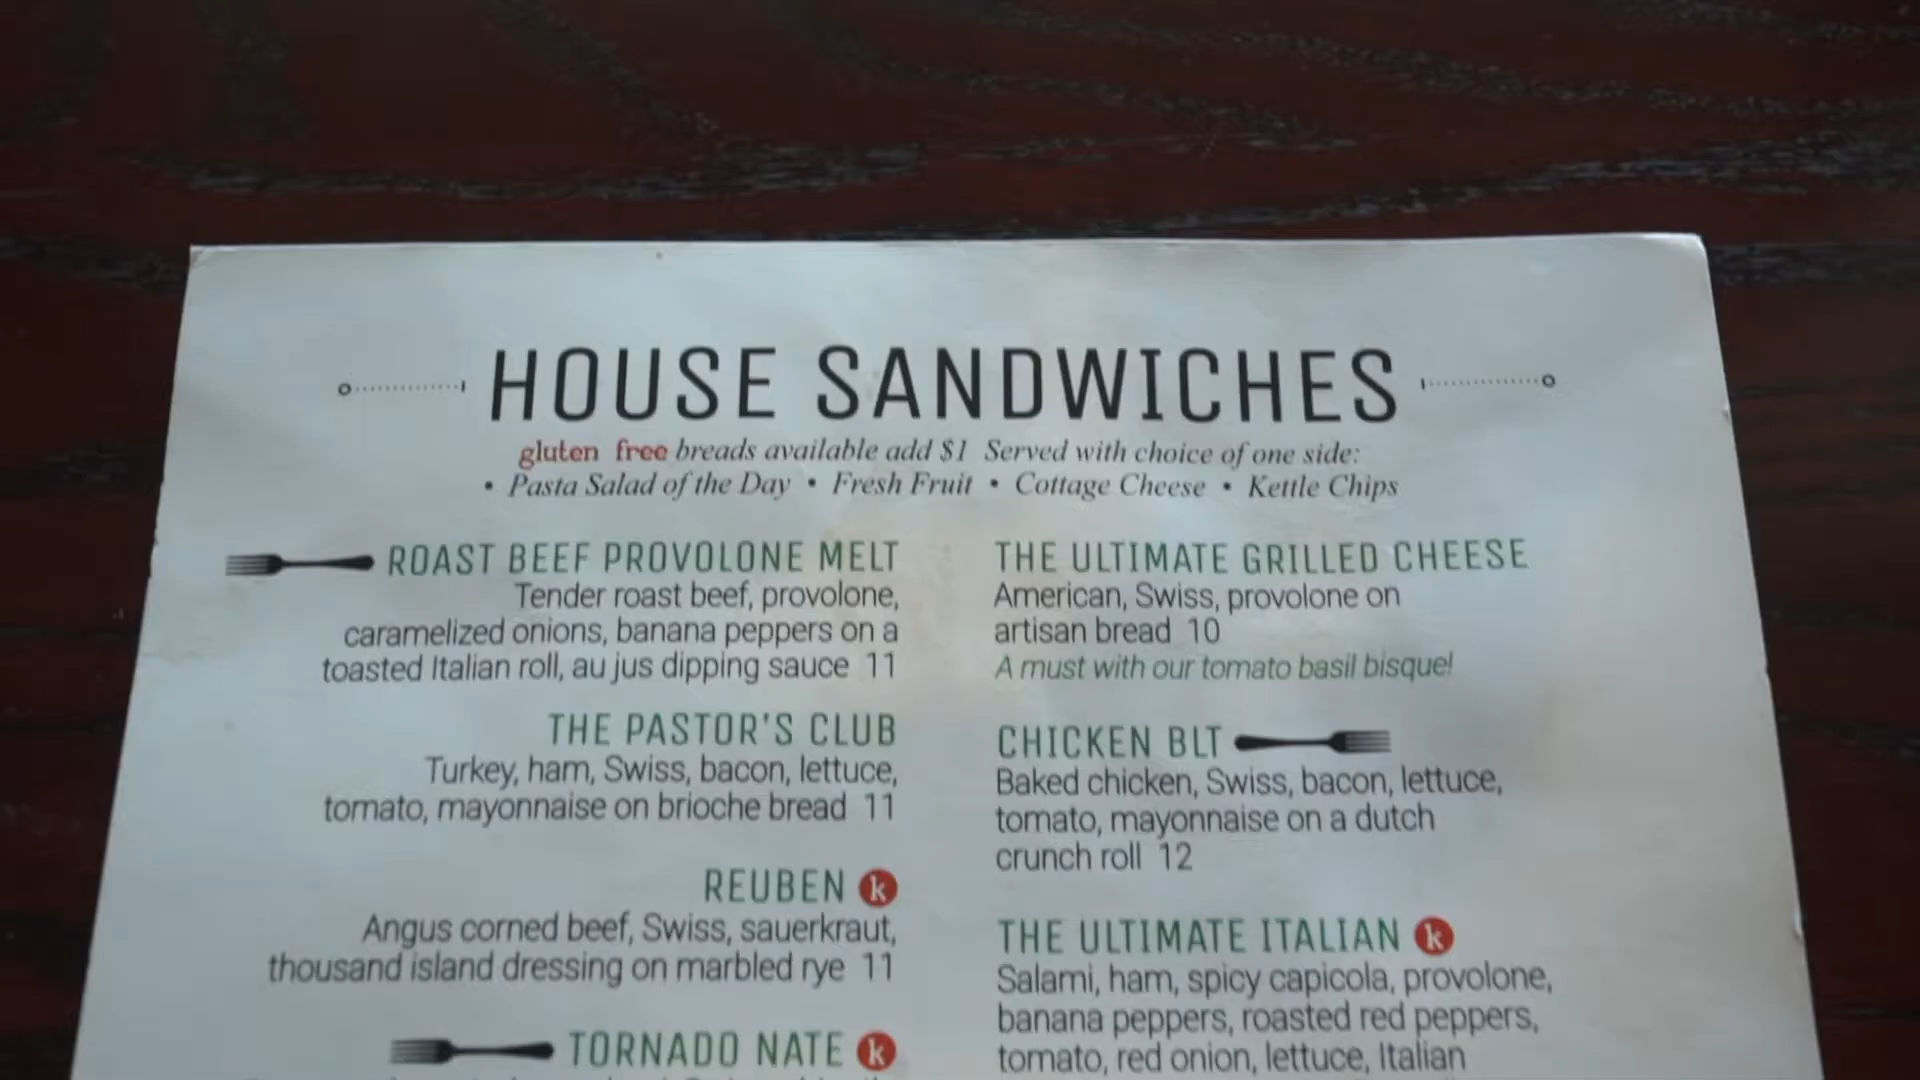 HOUSE SANDWICHES
gluten free breads available add $1 Served with choice of one side:
• Pasta Salad of the Day • Fresh Fruit • Cottage Cheese • Kettle Chips
ROAST BEEF PROVOLONE MELT
Tender roast beef, provolone,
caramelized onions, banana peppers on a
toasted Italian roll, au jus dipping sauce 11
THE PASTOR'S CLUB
Turkey, ham, Swiss, bacon, lettuce,
tomato, mayonnaise on brioche bread 11
REUBEN k
Angus corned beef, Swiss, sauerkraut,
thousand island dressing on marbled rye 11
TORNADO NATE k
THE ULTIMATE GRILLED CHEESE
American, Swiss, provolone on
artisan bread 10
A must with our tomato basil bisque!
CHICKEN BLT
Baked chicken, Swiss, bacon, lettuce,
tomato, mayonnaise on a dutch
crunch roll 12
THE ULTIMATE ITALIAN k
Salami, ham, spicy capicola, provolone,
banana peppers, roasted red peppers,
tomato, red onion, lettuce, Italian